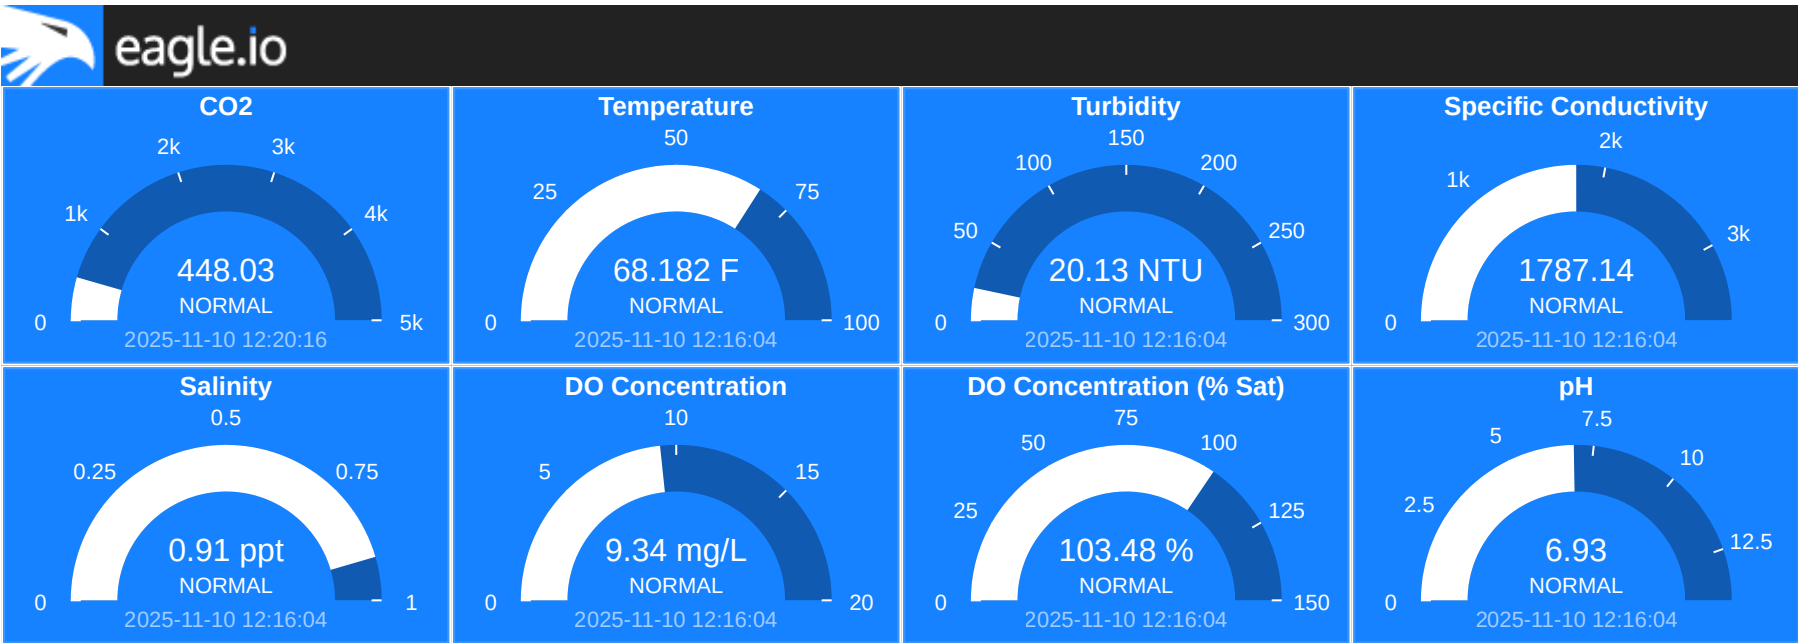 eagle.io
CO2
2k 3k
1k 4k
448.03
NORMAL
0 5k
2025-11-10 12:20:16
Temperature
50
25 75
68.182 F
NORMAL
0 100
2025-11-10 12:16:04
Turbidity
150
100 200
50 250
20.13 NTU
NORMAL
0 300
2025-11-10 12:16:04
Specific Conductivity
2k
1k
3k
1787.14
NORMAL
0
2025-11-10 12:16:04
Salinity
0.5
0.25 0.75
0.91 ppt
NORMAL
0 1
2025-11-10 12:16:04
DO Concentration
10
5 15
9.34 mg/L
NORMAL
0 20
2025-11-10 12:16:04
DO Concentration (% Sat)
75
50 100
25 125
103.48 %
NORMAL
0 150
2025-11-10 12:16:04
pH
7.5
5
10
2.5
12.5
6.93
NORMAL
0
2025-11-10 12:16:04